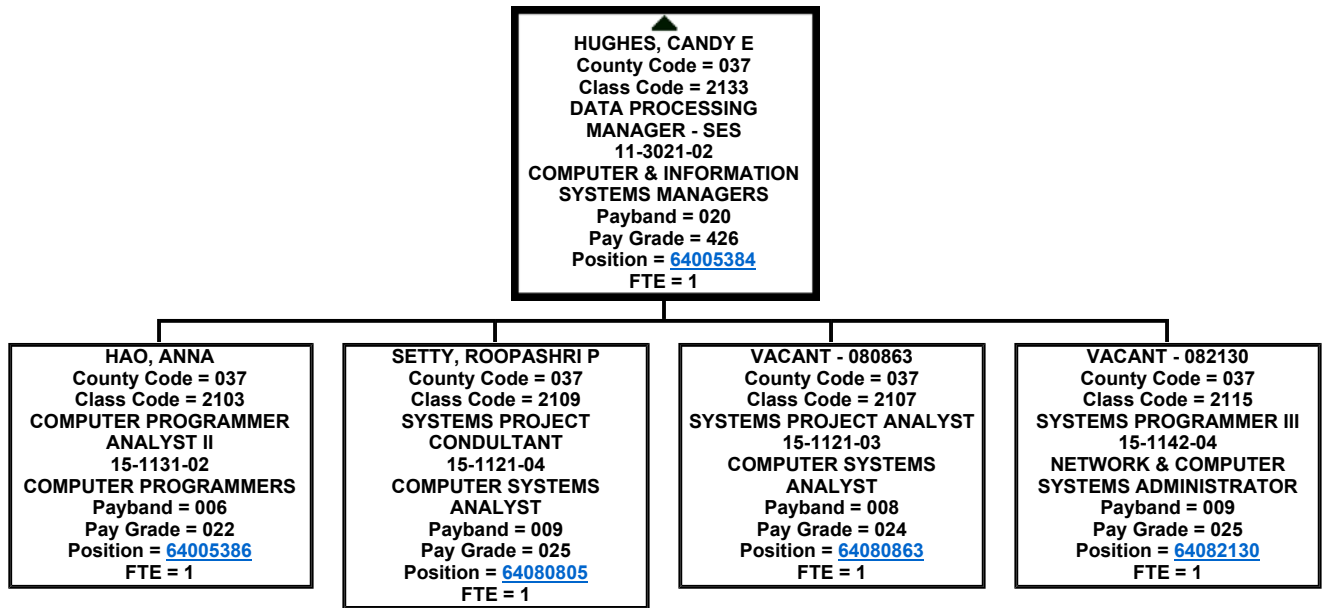 HUGHES, CANDY E
County Code = 037
Class Code = 2133
DATA PROCESSING
MANAGER - SES
11-3021-02
COMPUTER & INFORMATION
SYSTEMS MANAGERS
Payband = 020
Pay Grade = 426
Position = 64005384
FTE = 1
HAO, ANNA
County Code = 037
Class Code = 2103
COMPUTER PROGRAMMER
ANALYST II
15-1131-02
COMPUTER PROGRAMMERS
Payband = 006
Pay Grade = 022
Position = 64005386
FTE = 1
SETTY, ROOPASHRI P
County Code = 037
Class Code = 2109
SYSTEMS PROJECT
CONDULTANT
15-1121-04
COMPUTER SYSTEMS
ANALYST
Payband = 009
Pay Grade = 025
Position = 64080805
FTE = 1
VACANT - 080863
County Code = 037
Class Code = 2107
SYSTEMS PROJECT ANALYST
15-1121-03
COMPUTER SYSTEMS
ANALYST
Payband = 008
Pay Grade = 024
Position = 64080863
FTE = 1
VACANT - 082130
County Code = 037
Class Code = 2115
SYSTEMS PROGRAMMER III
15-1142-04
NETWORK & COMPUTER
SYSTEMS ADMINISTRATOR
Payband = 009
Pay Grade = 025
Position = 64082130
FTE = 1